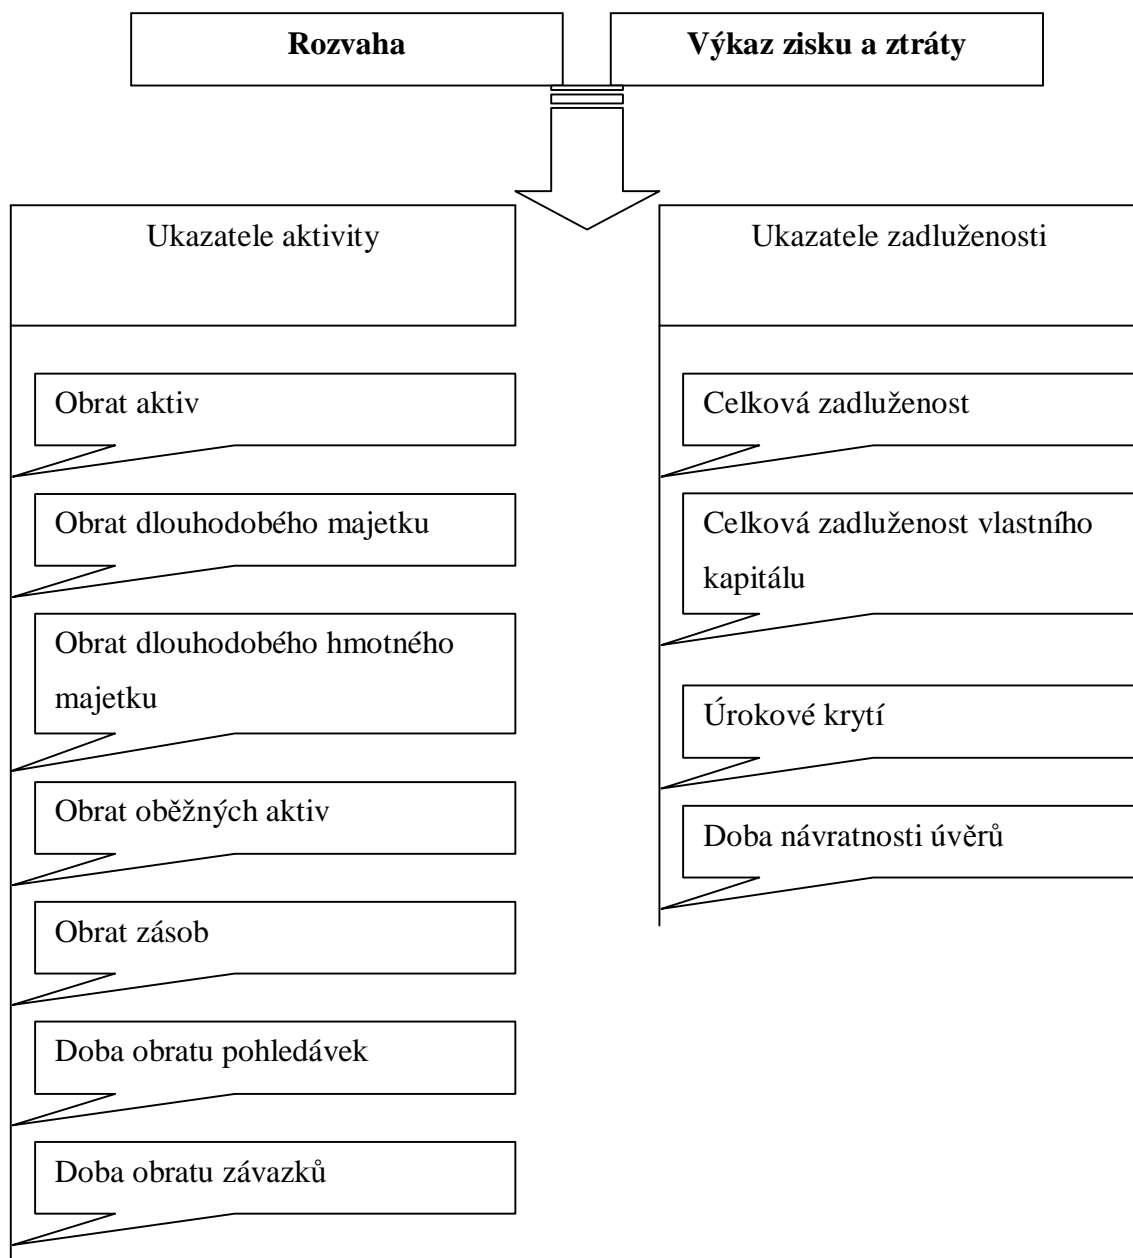 Rozvaha
Výkaz zisku a ztráty
Ukazatele aktivity
Obrat aktiv
Obrat dlouhodobého majetku
Obrat dlouhodobého hmotného
majetku
Obrat oběžných aktiv
Obrat zásob
Doba obratu pohledávek
Doba obratu závazků
Ukazatele zadluženosti
Celková zadluženost
Celková zadluženost vlastního
kapitálu
Úrokové krytí
Doba návratnosti úvěrů